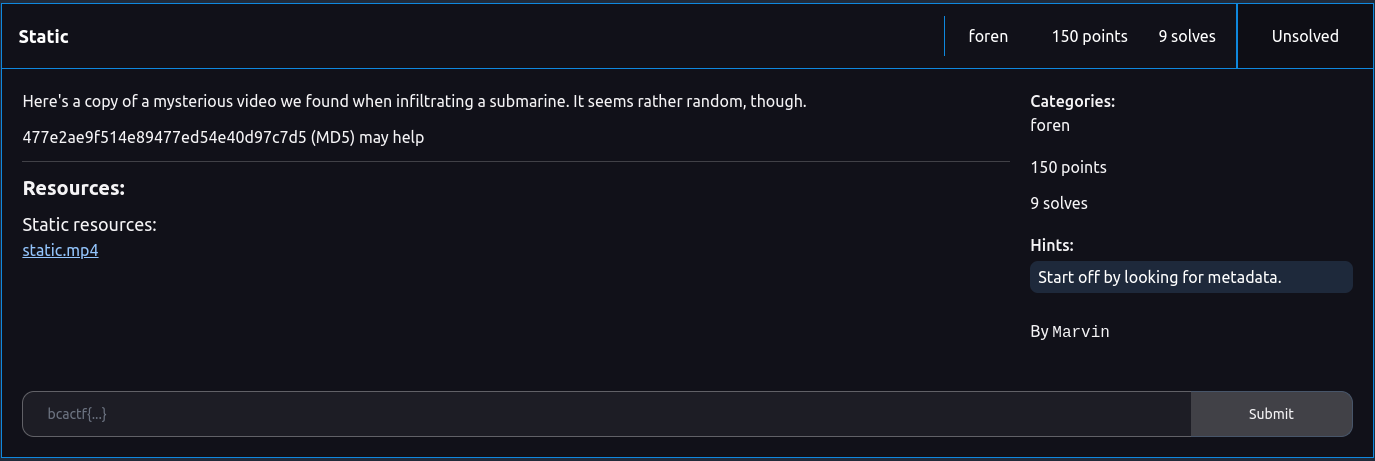 Static
foren
150 points
9 solves
Unsolved
Here's a copy of a mysterious video we found when infiltrating a submarine. It seems rather random, though.
477e2ae9f514e89477ed54e40d97c7d5 (MD5) may help
Resources:
Static resources:
static.mp4
Categories:
foren
150 points
9 solves
Hints:
Start off by looking for metadata.
By Marvin
bcactf{...}
Submit